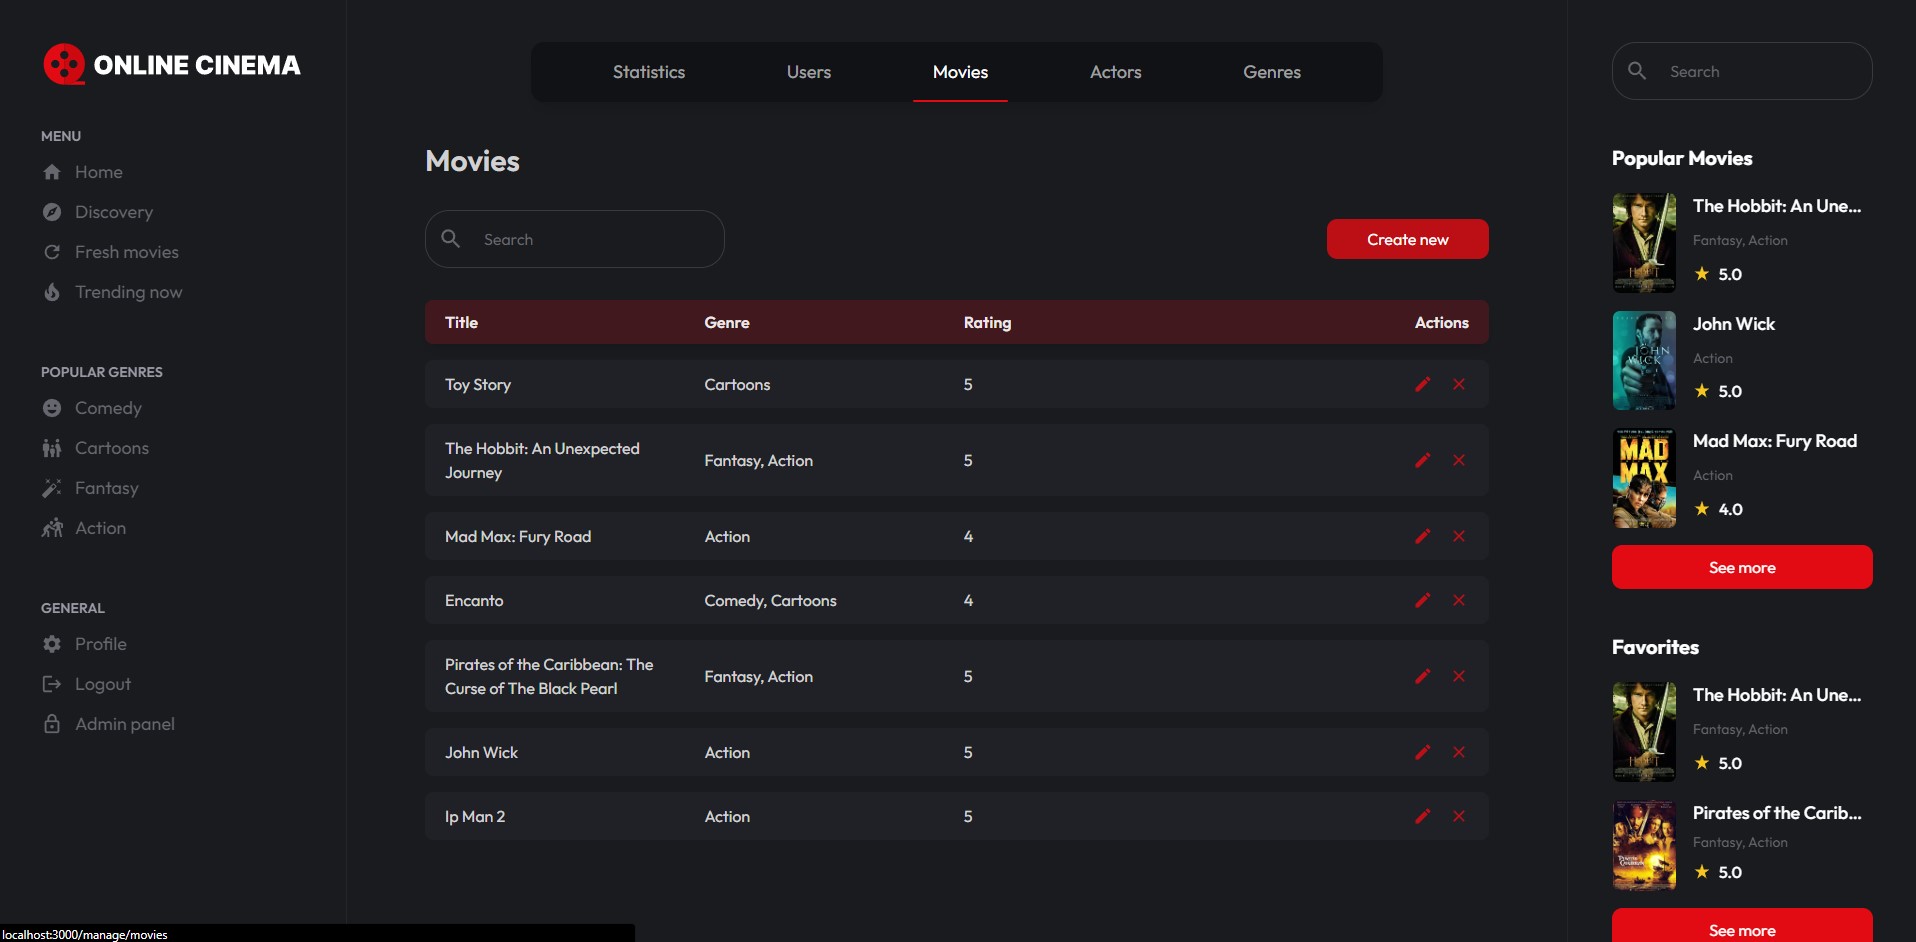 ONLINE CINEMA
MENU
Home
Discovery
Fresh movies
Trending now
POPULAR GENRES
Comedy
Cartoons
Fantasy
Action
GENERAL
Profile
Logout
Admin panel
Statistics Users Movies Actors Genres
Movies
Search
Create new
Title Genre Rating Actions
Toy Story Cartoons 5
The Hobbit: An Unexpected
Journey
Fantasy, Action 5
Mad Max: Fury Road Action 4
Encanto Comedy, Cartoons 4
Pirates of the Caribbean: The
Curse of The Black Pearl
Fantasy, Action 5
John Wick Action 5
Ip Man 2 Action 5
Search
Popular Movies
The Hobbit: An Une...
Fantasy, Action
5.0
JOHN
WICK
John Wick
Action
5.0
MAD
MAX
Mad Max: Fury Road
Action
4.0
See more
Favorites
The Hobbit: An Une...
Fantasy, Action
5.0
Pirates of the Carib...
Fantasy, Action
5.0
See more
localhost:3000/manage/movies